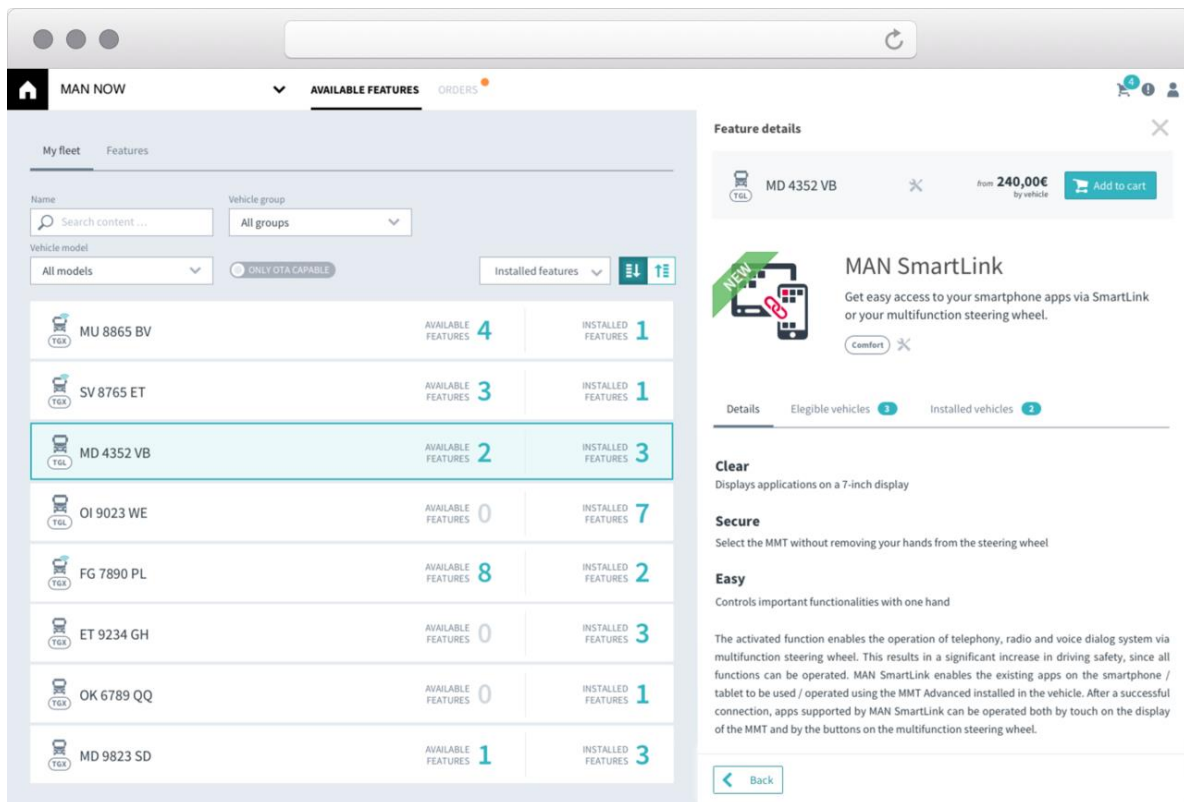 MAN NOW
AVAILABLE FEATURES
ORDERS
4
My fleet
Features
Name
Search content ...
Vehicle group
All groups
Vehicle model
All models
ONLY OTA CAPABLE
Installed features
TGX
MU 8865 BV
AVAILABLE
FEATURES 4
INSTALLED
FEATURES 1
TGX
SV 8765 ET
AVAILABLE
FEATURES 3
INSTALLED
FEATURES 1
TGL
MD 4352 VB
AVAILABLE
FEATURES 2
INSTALLED
FEATURES 3
TGL
OI 9023 WE
AVAILABLE
FEATURES 0
INSTALLED
FEATURES 7
TGX
FG 7890 PL
AVAILABLE
FEATURES 8
INSTALLED
FEATURES 2
TGX
ET 9234 GH
AVAILABLE
FEATURES 0
INSTALLED
FEATURES 3
TGX
OK 6789 QQ
AVAILABLE
FEATURES 0
INSTALLED
FEATURES 1
TGX
MD 9823 SD
AVAILABLE
FEATURES 1
INSTALLED
FEATURES 3
Feature details
TGL
MD 4352 VB
from 240,00€
by vehicle
Add to cart
NEW
MAN SmartLink
Get easy access to your smartphone apps via SmartLink
or your multifunction steering wheel.
Comfort
Details
Elegible vehicles 3
Installed vehicles 2
Clear
Displays applications on a 7-inch display
Secure
Select the MMT without removing your hands from the steering wheel
Easy
Controls important functionalities with one hand
The activated function enables the operation of telephony, radio and voice dialog system via
multifunction steering wheel. This results in a significant increase in driving safety, since all
functions can be operated. MAN SmartLink enables the existing apps on the smartphone /
tablet to be used / operated using the MMT Advanced installed in the vehicle. After a successful
connection, apps supported by MAN SmartLink can be operated both by touch on the display
of the MMT and by the buttons on the multifunction steering wheel.
Back